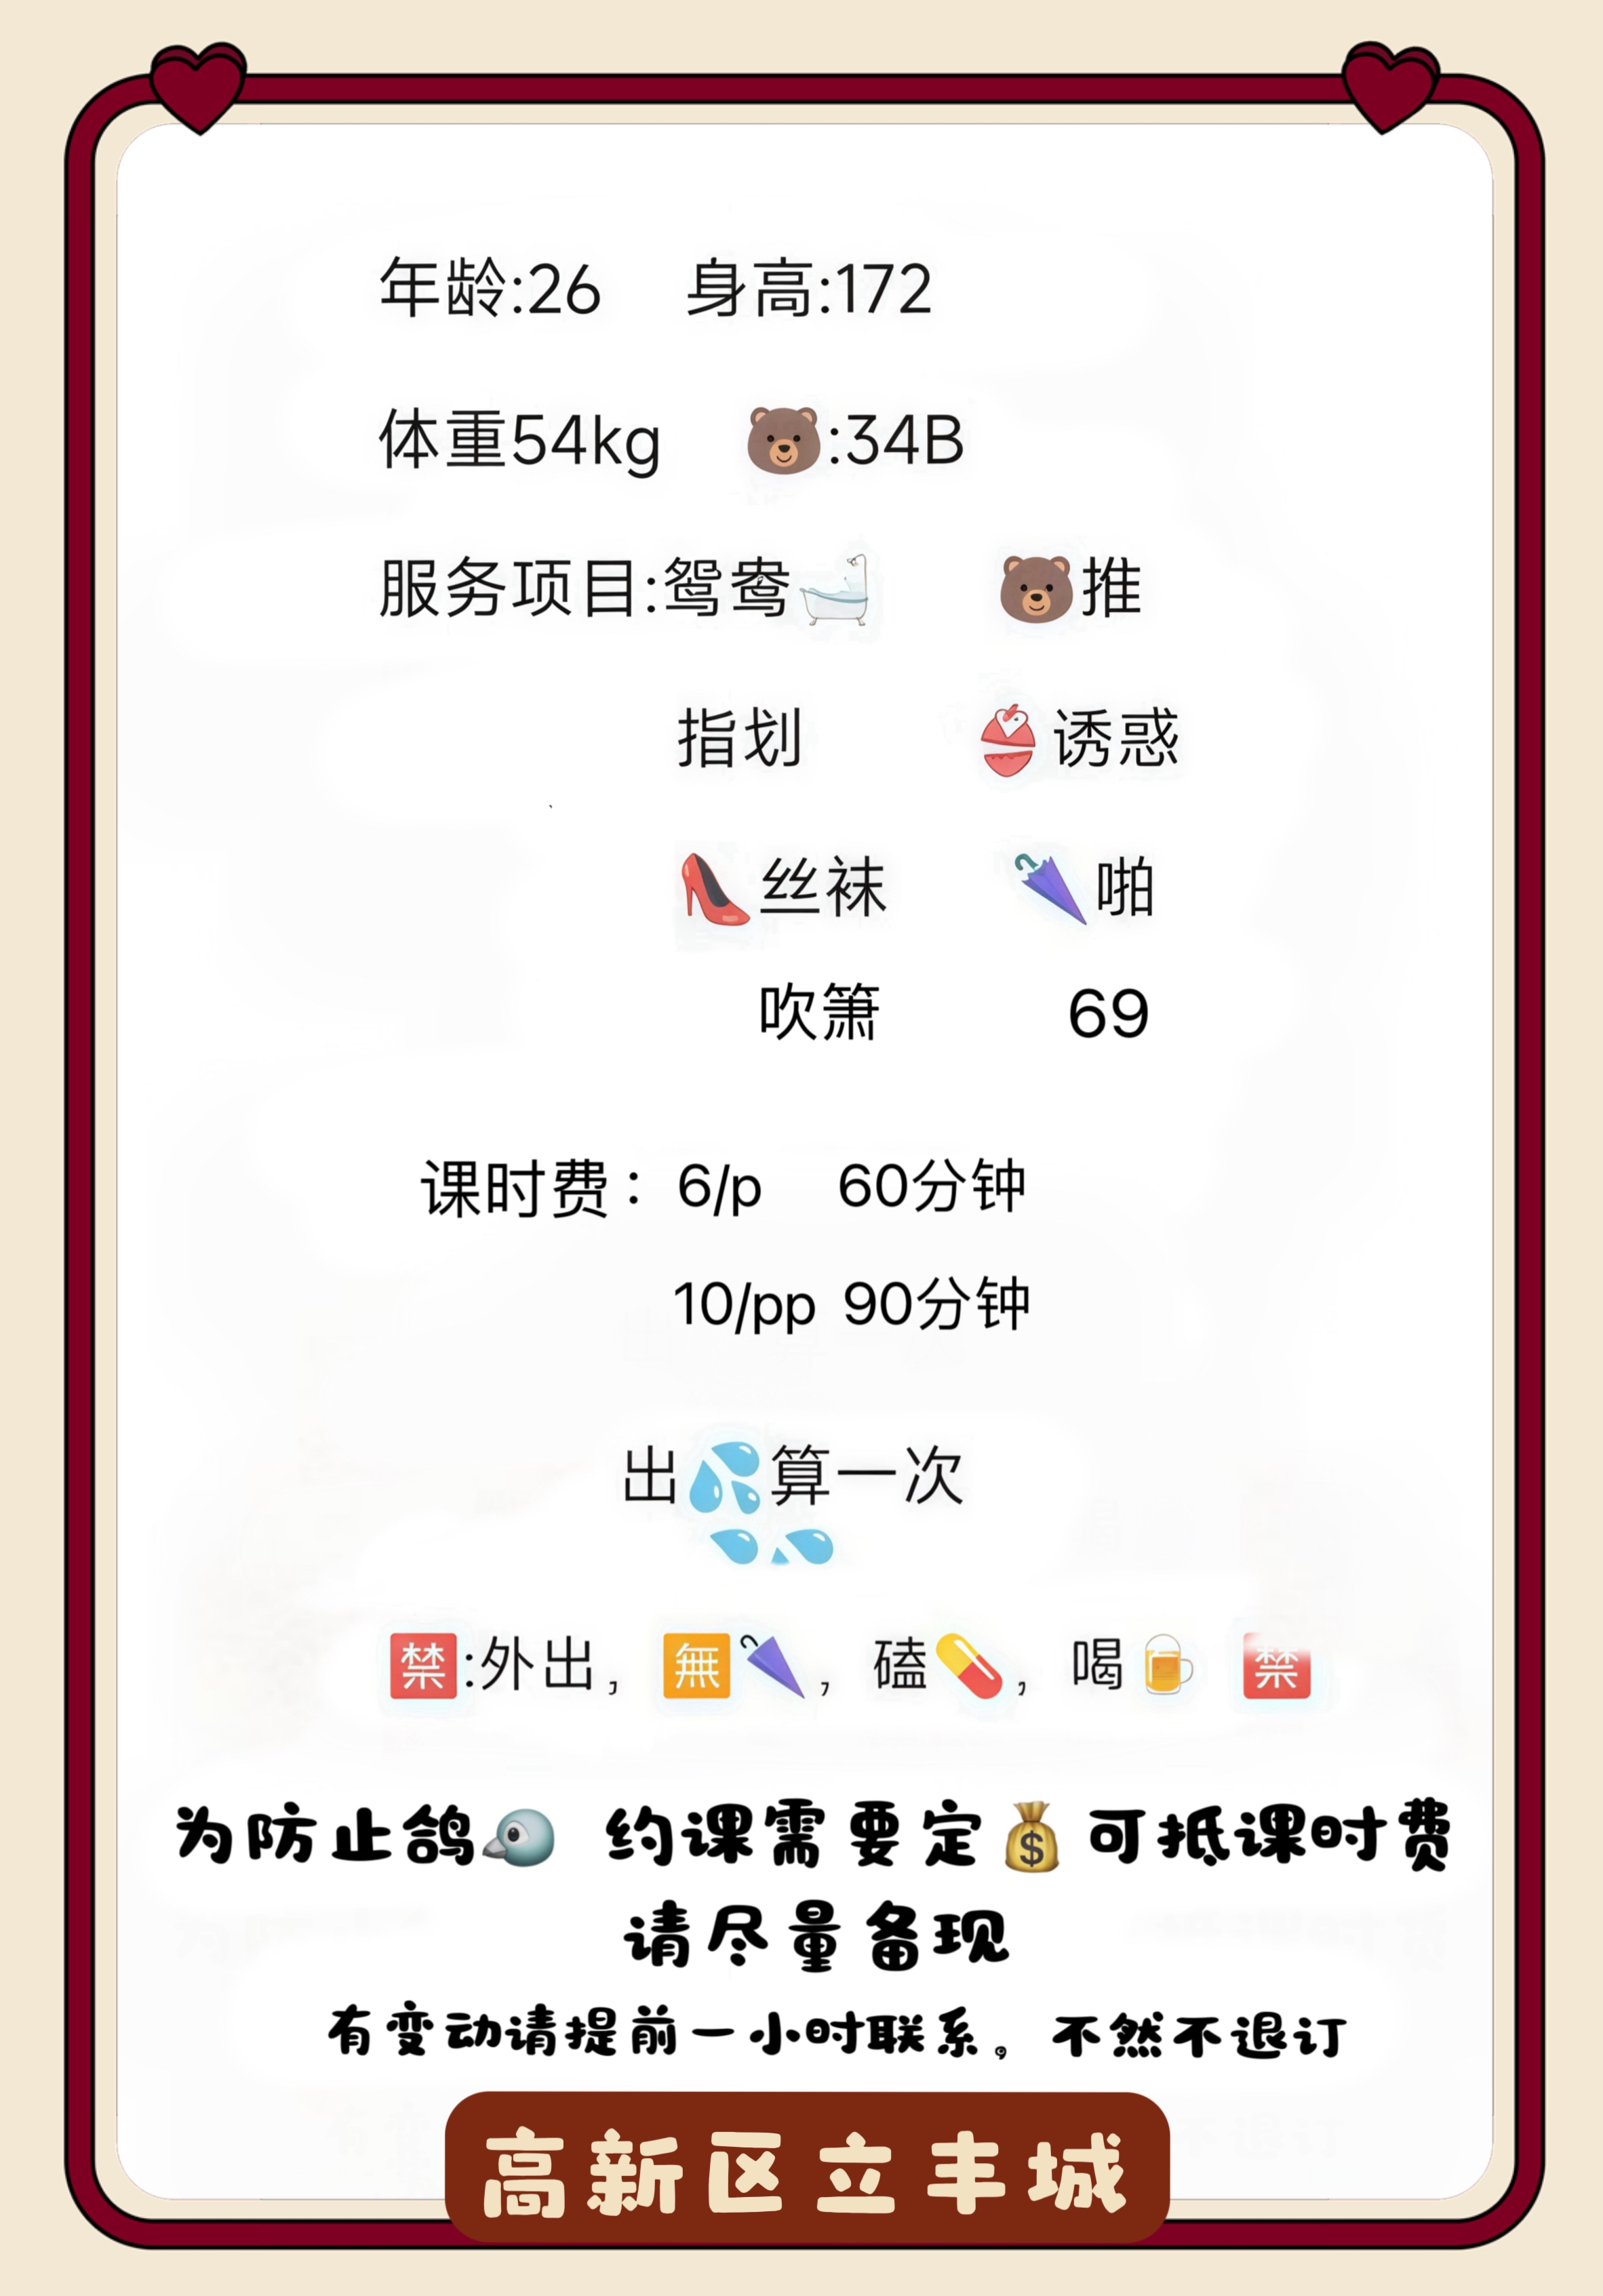 年龄:26 身高:172
体重54kg 🐻:34B
服务项目:鸳鸯🛁 🐻推
指划 👙诱惑
👠丝袜 🌂啪
吹箫 69
课时费：6/p 60分钟
10/pp 90分钟
出💦算一次
🈲:外出，🈚🌂，磕💊，喝🍺 🈲
为防止鸽🐦 约课需要定💰可抵课时费
请尽量备现
有变动请提前一小时联系，不然不退订
高新区立丰城